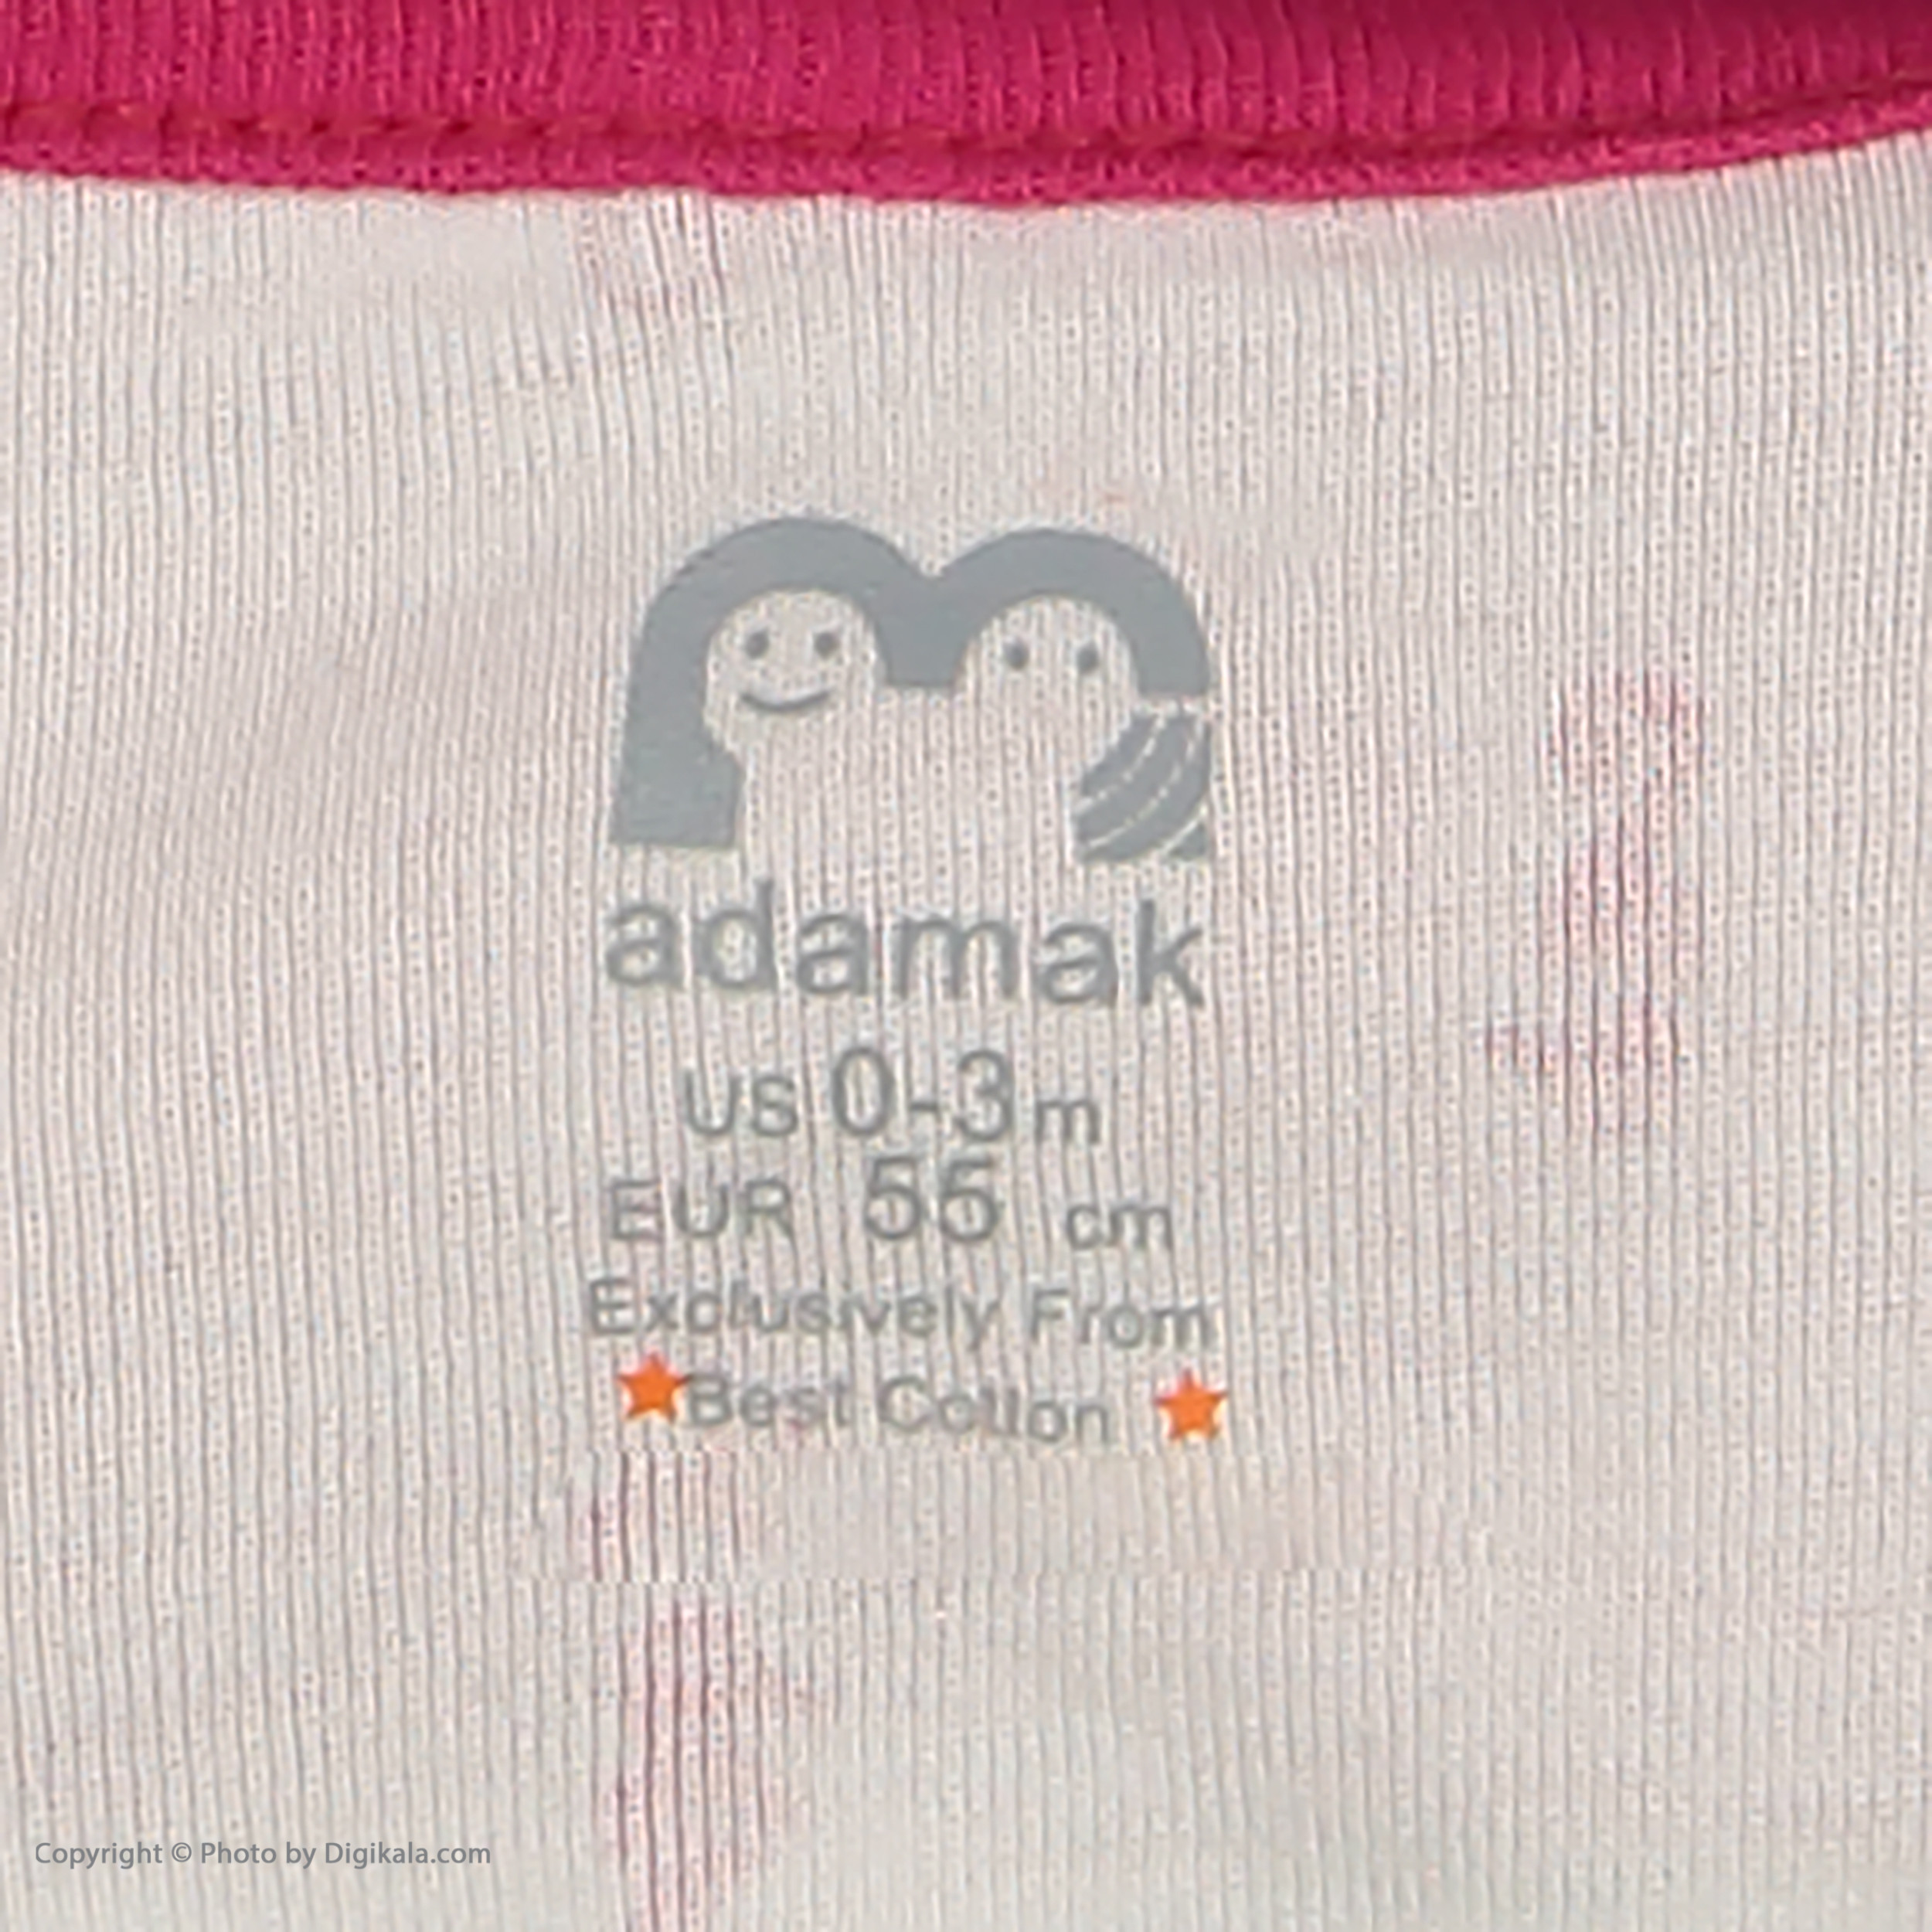 adamak
US 0-3 m
EUR 55 cm
Exclusively From
Best Cotton
Copyright © Photo by Digikala.com